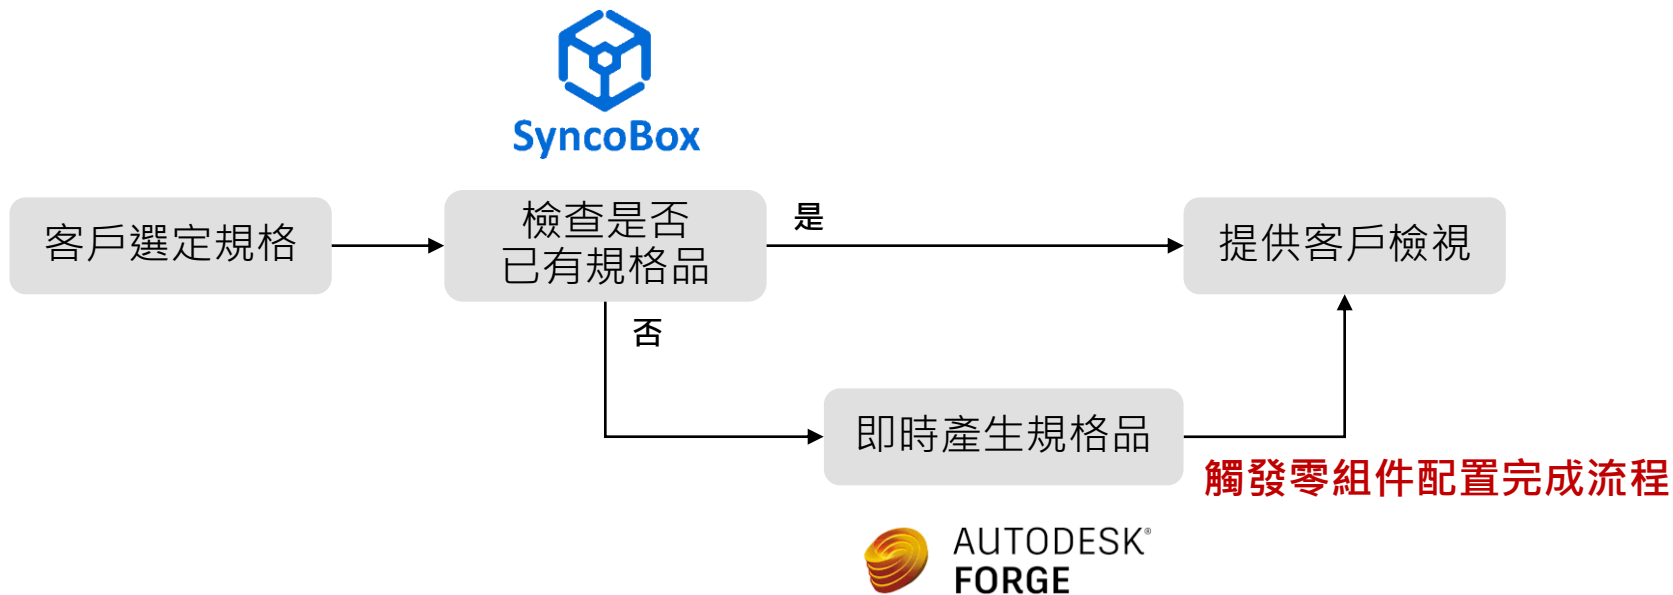 SyncoBox
客戶選定規格
檢查是否
已有規格品
是
提供客戶檢視
否
即時產生規格品
觸發零組件配置完成流程
AUTODESK®
FORGE